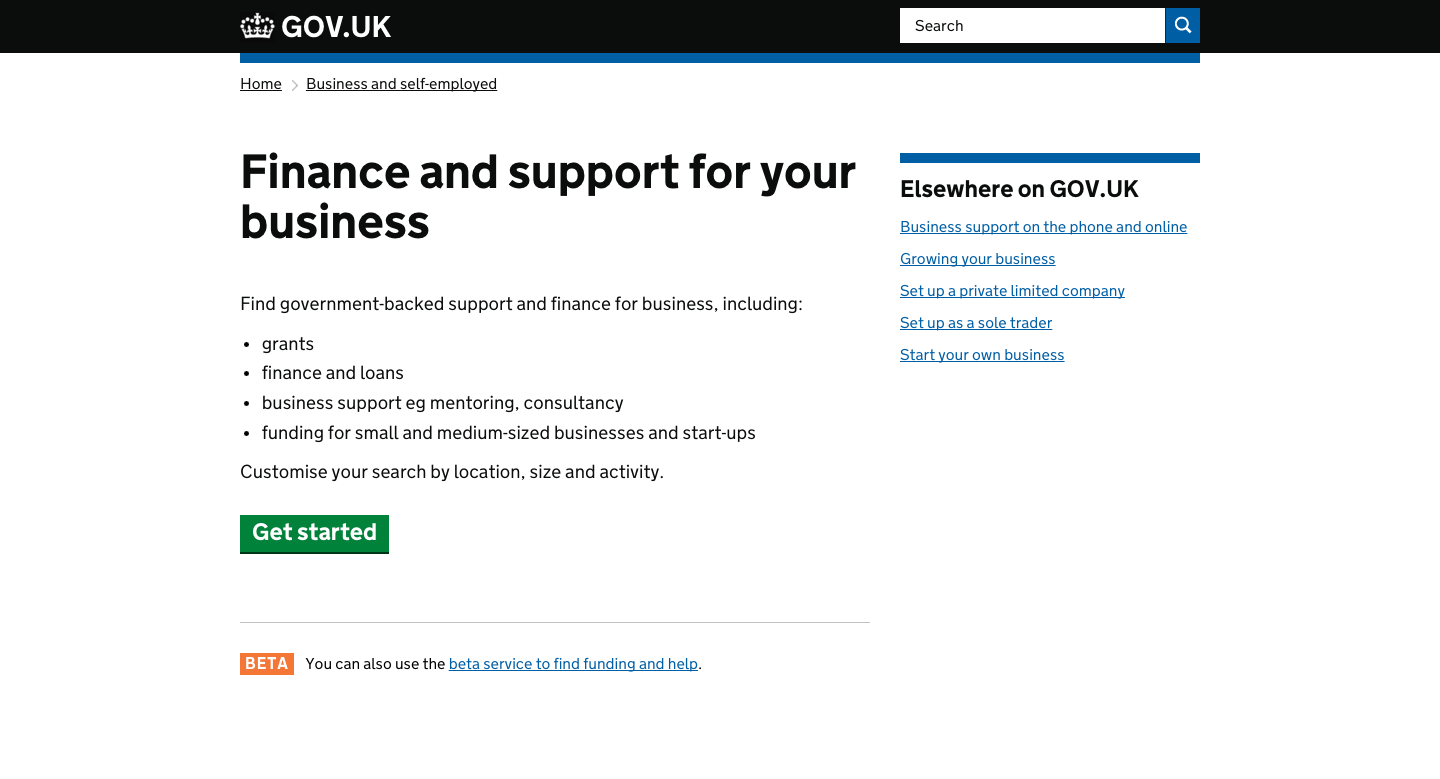 GOV.UK
Search
Home
Business and self-employed
Finance and support for your
business
Find government-backed support and finance for business, including:
• grants
• finance and loans
• business support eg mentoring, consultancy
• funding for small and medium-sized businesses and start-ups
Customise your search by location, size and activity.
Get started
BETA You can also use the beta service to find funding and help.
Elsewhere on GOV.UK
Business support on the phone and online
Growing your business
Set up a private limited company
Set up as a sole trader
Start your own business